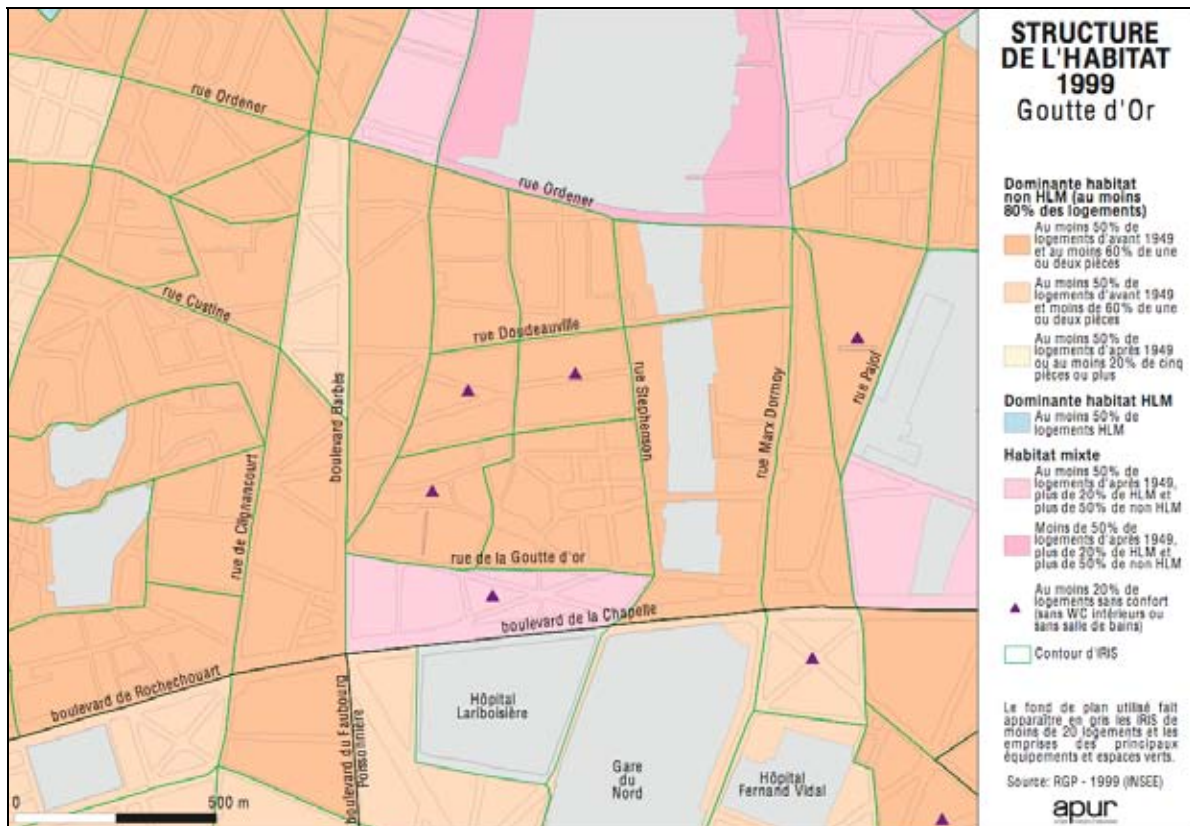 STRUCTURE
DE L'HABITAT
1999
Goutte d'Or
Dominante habitat
non HLM (au moins
80% des logements)
Au moins 50% de
logements d'avant 1949
et au moins 60% de une
ou deux pièces
Au moins 50% de
logements d'avant 1949
et moins de 60% de une
ou deux pièces
Au moins 50% de
logements d'après 1949
ou au moins 20% de cinq
pièces ou plus
Dominante habitat HLM
Au moins 50% de
logements HLM
Habitat mixte
Au moins 50% de
logements d'après 1949,
plus de 20% de HLM et
plus de 50% de non HLM
Moins de 50% de
logements d'après 1949,
plus de 20% de HLM et
plus de 50% de non HLM
Au moins 20% de
logements sans confort
(sans WC intérieurs ou
sans salle de bains)
Contour d'IRIS
Le fond de plan utilisé fait
apparaître en gris les IRIS de
moins de 20 logements et les
emprises des principaux
équipements et espaces verts.
Source: RGP - 1999 (INSEE)
apur
rue Ordener
rue Ordener
rue Custine
rue Doudeauville
boulevard Barbès
rue Stephenson
rue Marx Dormoy
rue Pajol
rue de Clignancourt
rue de la Goutte d'or
boulevard de la Chapelle
boulevard de Rochechouart
boulevard du Faubourg
Poissonnière
Hôpital
Lariboisière
Gare
du
Nord
Hôpital
Fernand Vidal
0
500 m